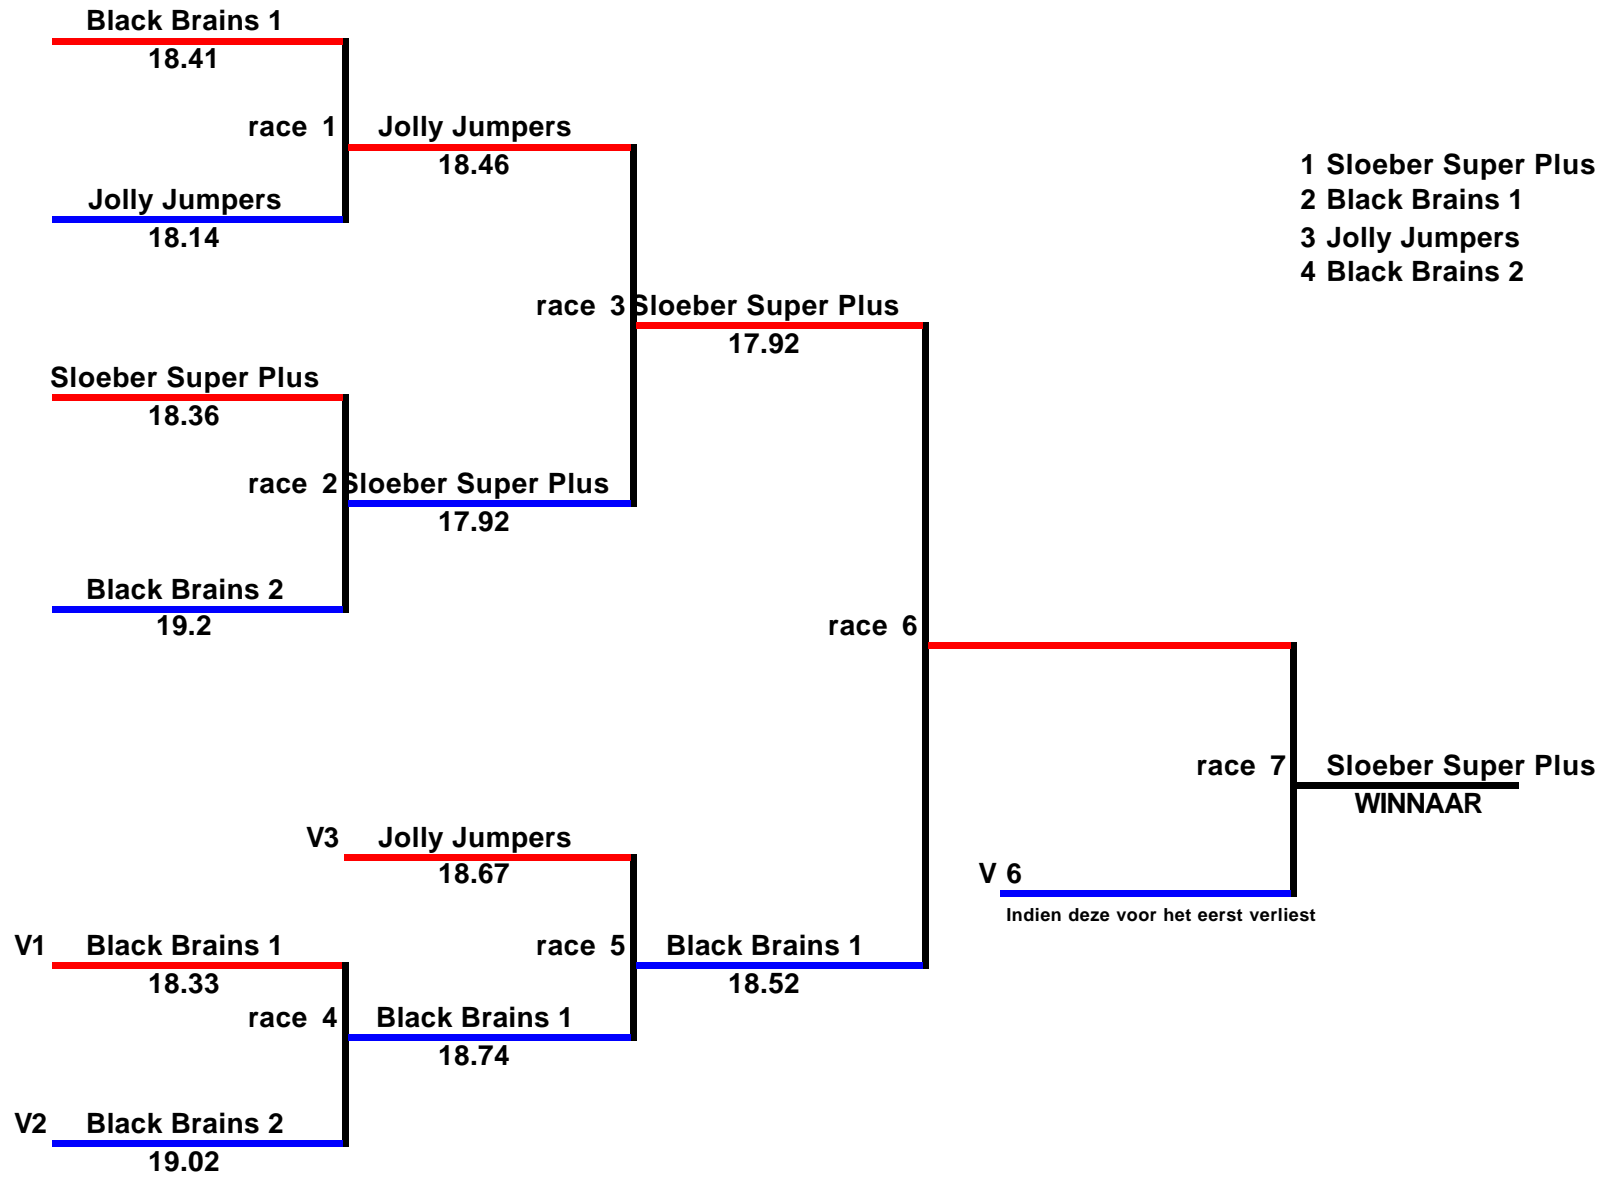 Black Brains 1
18.41
race 1
Jolly Jumpers
18.46
1 Sloeber Super Plus
2 Black Brains 1
3 Jolly Jumpers
4 Black Brains 2
Jolly Jumpers
18.14
race 3
Sloeber Super Plus
17.92
Sloeber Super Plus
18.36
race 2
Sloeber Super Plus
17.92
Black Brains 2
19.2
race 6
race 7
Sloeber Super Plus
WINNAAR
V3
Jolly Jumpers
18.67
V 6
Indien deze voor het eerst verliest
V1
Black Brains 1
18.33
race 5
Black Brains 1
18.52
race 4
Black Brains 1
18.74
V2
Black Brains 2
19.02